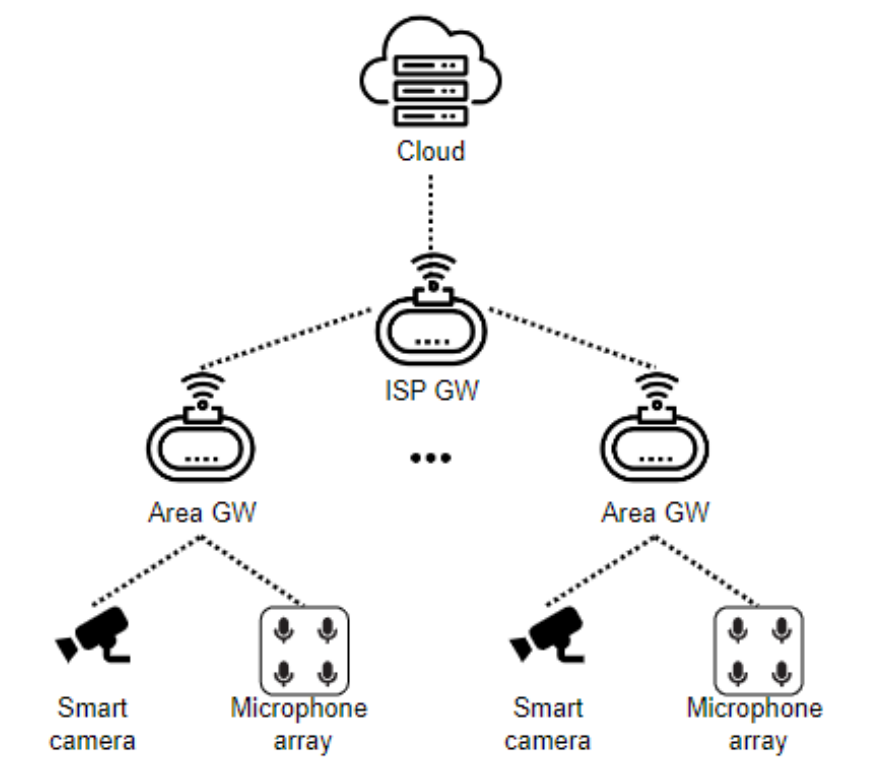 Cloud
ISP GW
Area GW
...
Area GW
Smart
camera
Microphone
array
Smart
camera
Microphone
array